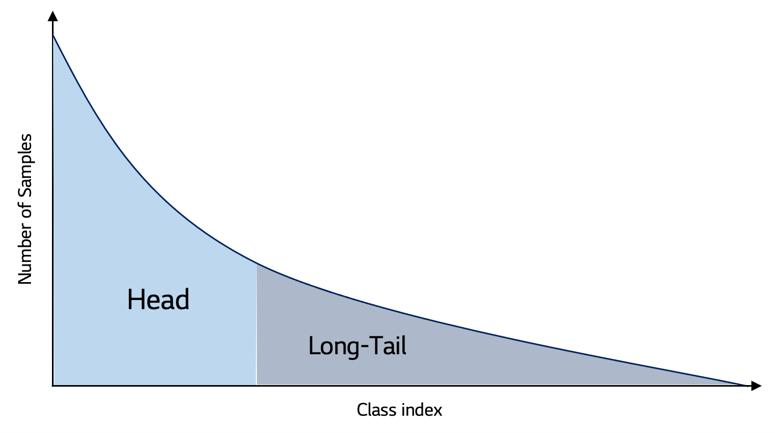 Number of Samples
Head
Long-Tail
Class index